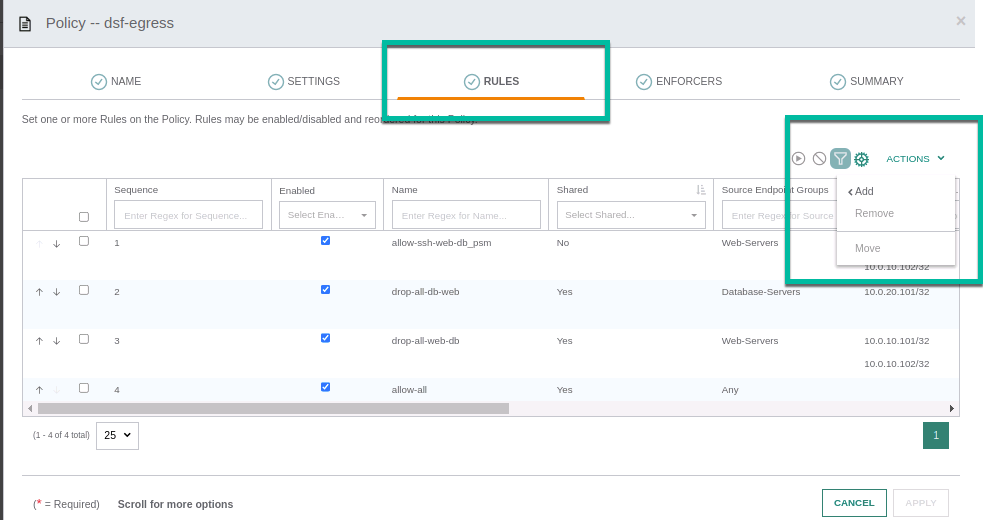 Policy -- dsf-egress
×
NAME
SETTINGS
RULES
ENFORCERS
SUMMARY
Set one or more Rules on the Policy. Rules may be enabled/disabled and reordered for this Policy.
ACTIONS
Add
Remove
Move
Sequence
Enabled
Name
Shared
Source Endpoint Groups
Enter Regex for Sequence...
Select Ena...
Enter Regex for Name...
Select Shared...
Enter Regex for Source
1
allow-ssh-web-db_psm
No
Web-Servers
10.0.10.102/32
2
drop-all-db-web
Yes
Database-Servers
10.0.20.101/32
3
drop-all-web-db
Yes
Web-Servers
10.0.10.101/32
10.0.10.102/32
4
allow-all
Yes
Any
(1 - 4 of 4 total)
25
1
(* = Required)
Scroll for more options
CANCEL
APPLY